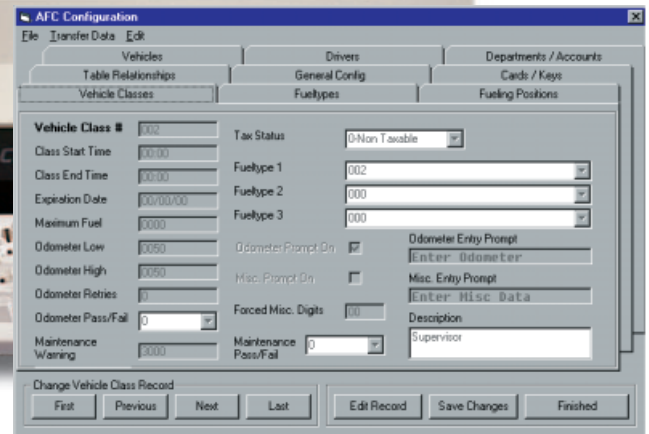 AFC Configuration
File Transfer Data Edit
Vehicles Drivers Departments / Accounts
Table Relationships General Config Cards / Keys
Vehicle Classes Fueltypes Fueling Positions
Vehicle Class # 002
Class Start Time 00:00
Class End Time 00:00
Expiration Date 00/00/00
Maximum Fuel 0000
Odometer Low 0050
Odometer High 0050
Odometer Retries 0
Odometer Pass/Fail 0
Maintenance
Warning 3000
Tax Status 0-Non Taxable
Fueltype 1 002
Fueltype 2 000
Fueltype 3 000
Odometer Prompt On
Misc. Prompt On
Forced Misc. Digits 00
Maintenance
Pass/Fail 0
Odometer Entry Prompt
Enter Odometer
Misc. Entry Prompt
Enter Misc Data
Description
Supervisor
Change Vehicle Class Record
First Previous Next Last Edit Record Save Changes Finished